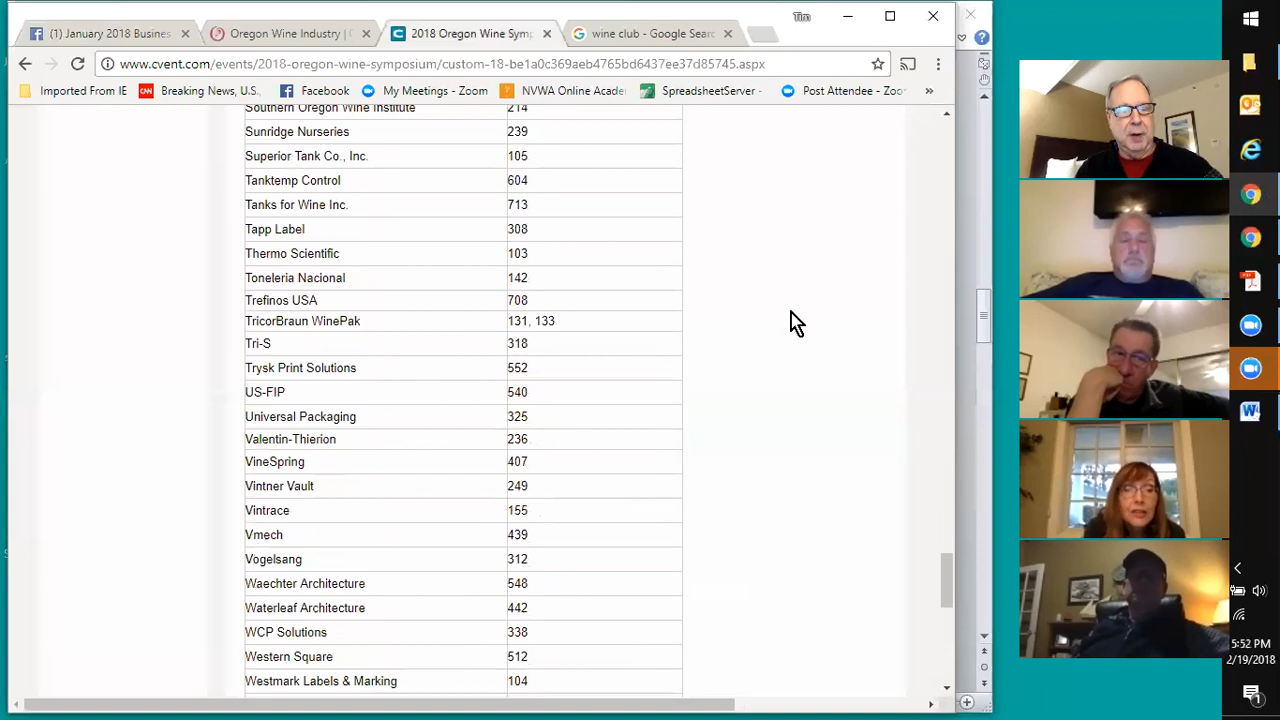 Tim
(1) January 2018 Busines
Oregon Wine Industry | C
2018 Oregon Wine Symp
wine club - Google Searc
www.cvent.com/events/2018-oregon-wine-symposium/custom-18-be1a0c369aeb4765bd6437ee37d85745.aspx
Imported From IE
Breaking News, U.S.,
Facebook
My Meetings - Zoom
NVWA Online Acade
SpreadsheetServer -
Post Attendee - Zoo
»
Southern Oregon Wine Institute 214
Sunridge Nurseries 239
Superior Tank Co., Inc. 105
Tanktemp Control 604
Tanks for Wine Inc. 713
Tapp Label 308
Thermo Scientific 103
Toneleria Nacional 142
Trefinos USA 708
TricorBraun WinePak 131, 133
Tri-S 318
Trysk Print Solutions 552
US-FIP 540
Universal Packaging 325
Valentin-Thierion 236
VineSpring 407
Vintner Vault 249
Vintrace 155
Vmech 439
Vogelsang 312
Waechter Architecture 548
Waterleaf Architecture 442
WCP Solutions 338
Western Square 512
Westmark Labels & Marking 104
5:52 PM
2/19/2018